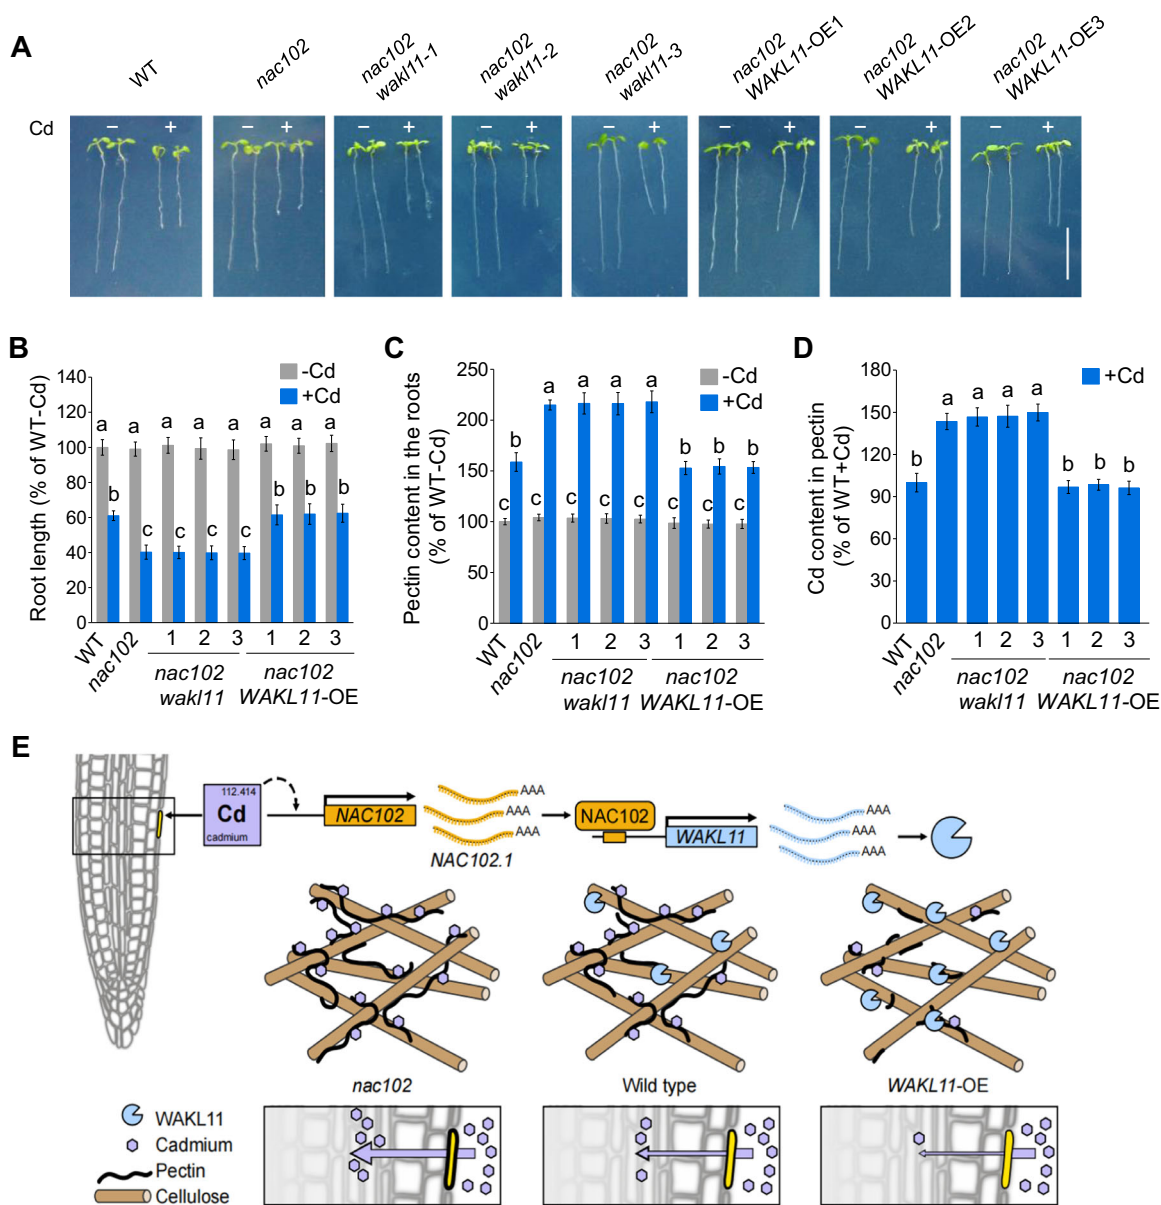 A
WT
nac102
nac102
wakl11-1
nac102
wakl11-2
nac102
wakl11-3
nac102
WAKL11-OE1
nac102
WAKL11-OE2
nac102
WAKL11-OE3
Cd
− + − + − + − + − + − + − + − +
B
Root length (% of WT-Cd)
140
120
100
80
60
40
20
0
-Cd
+Cd
a a a a a a a a
b c c c c b b b
WT
nac102
1 2 3 1 2 3
nac102
wakl11
nac102
WAKL11-OE
C
Pectin content in the roots
(% of WT-Cd)
250
200
150
100
50
0
-Cd
+Cd
a a a a
b b b b
c c c c c c c c
WT
nac102
1 2 3 1 2 3
nac102
wakl11
nac102
WAKL11-OE
D
Cd content in pectin
(% of WT+Cd)
180
150
120
90
60
30
0
+Cd
b a a a a b b b
WT
nac102
1 2 3 1 2 3
nac102
wakl11
nac102
WAKL11-OE
E
112.414
Cd
cadmium
NAC102
AAA
AAA
AAA
NAC102.1
NAC102
WAKL11
AAA
AAA
AAA
nac102
Wild type
WAKL11-OE
WAKL11
Cadmium
Pectin
Cellulose